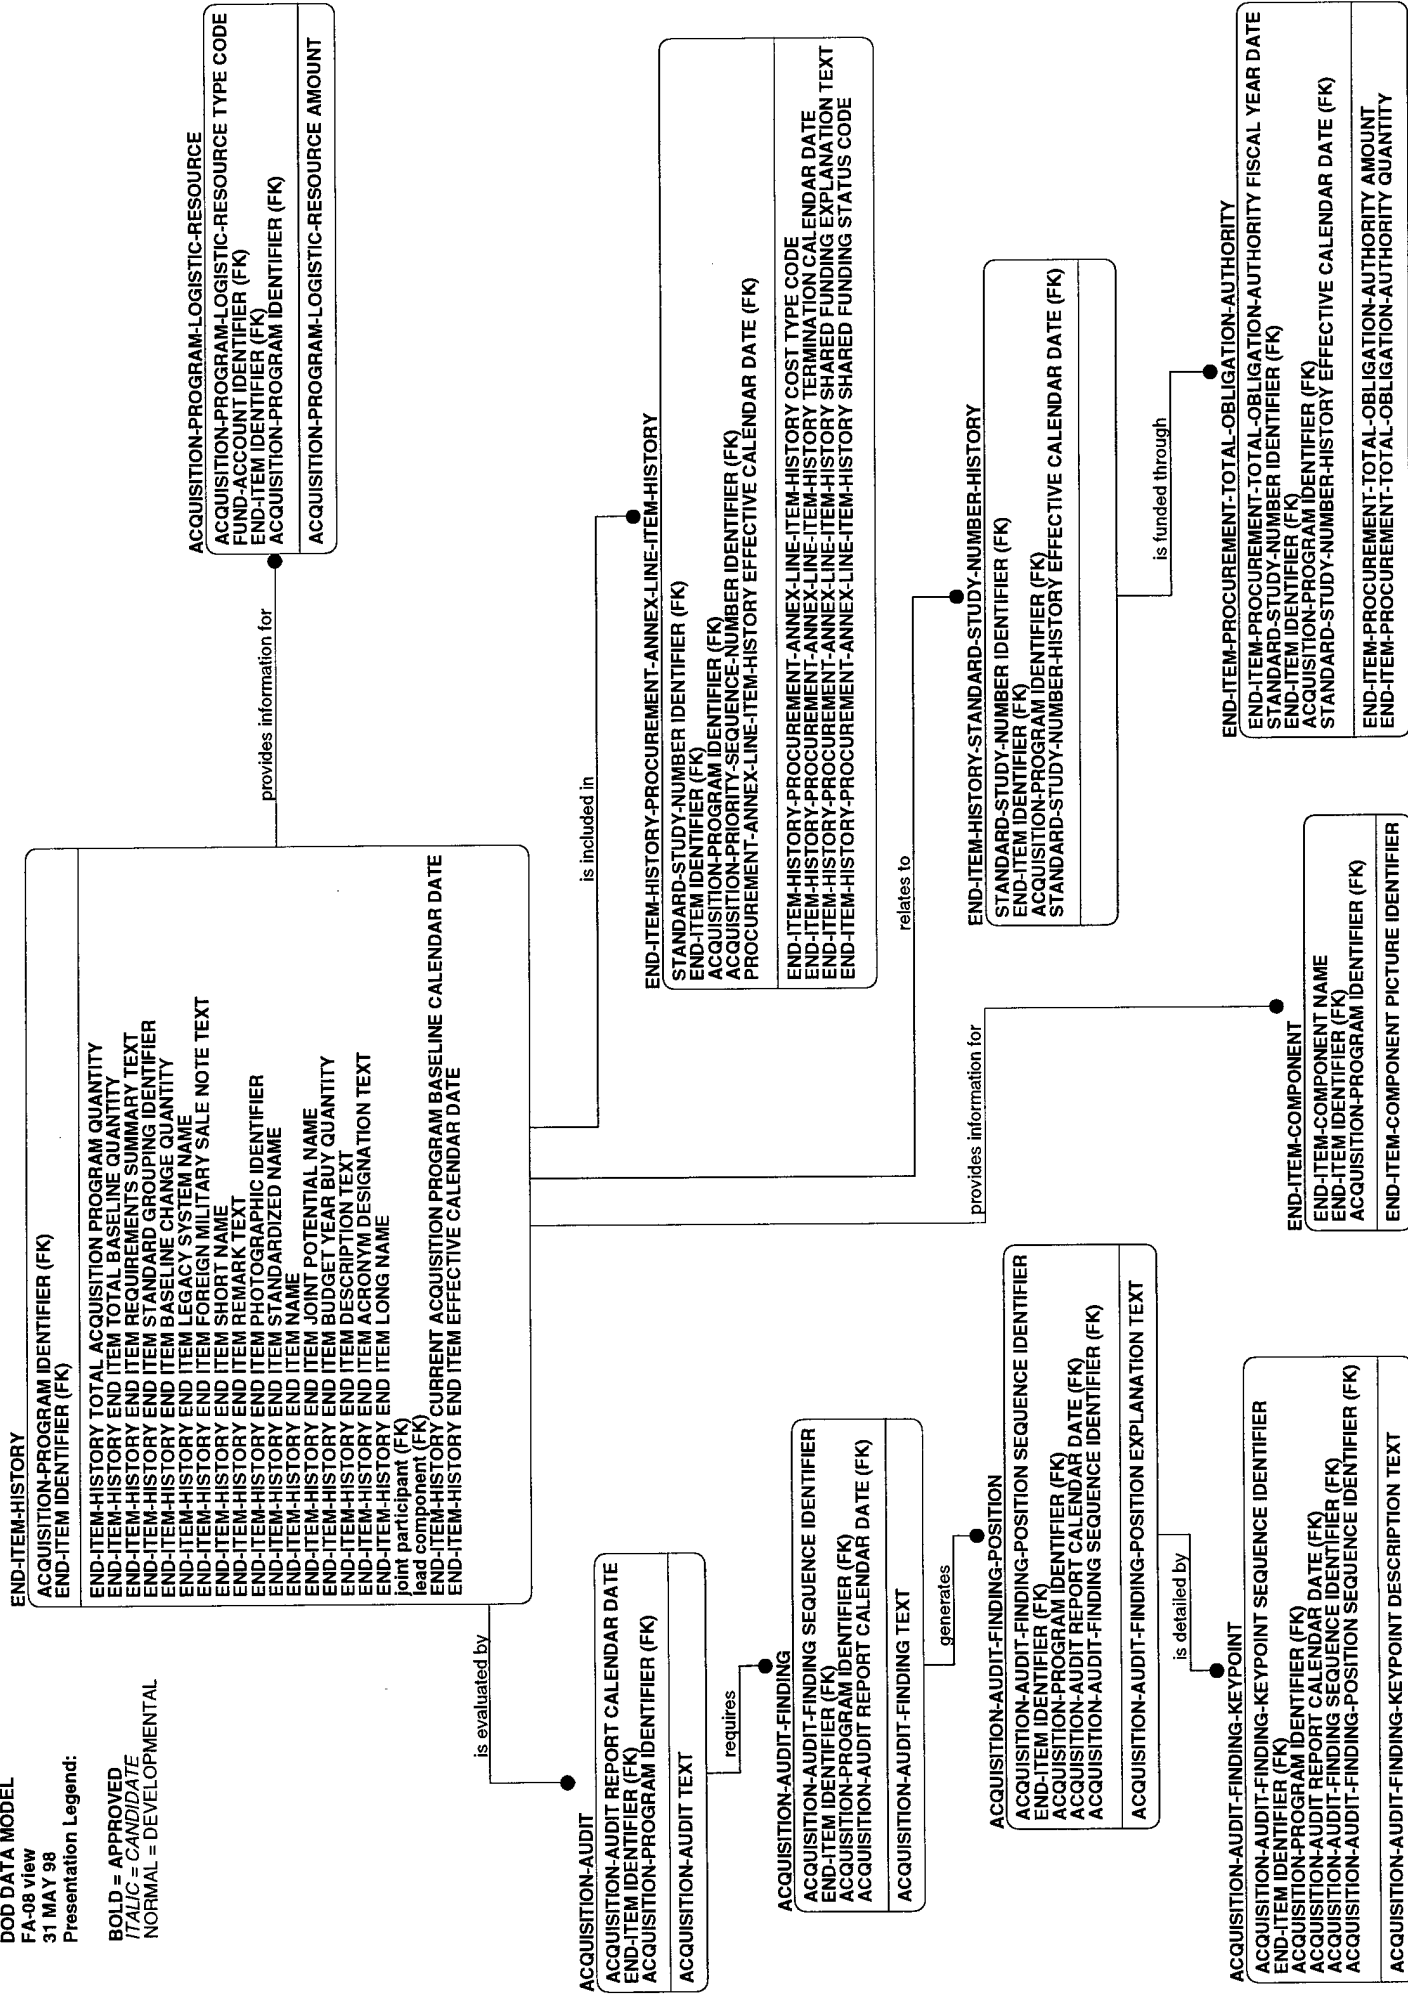 DOD DATA MODEL
FA-08 view
31 MAY 98
Presentation Legend:
BOLD = APPROVED
ITALIC = CANDIDATE
NORMAL = DEVELOPMENTAL
END-ITEM-HISTORY
ACQUISITION-PROGRAM IDENTIFIER (FK)
END-ITEM IDENTIFIER (FK)
END-ITEM-HISTORY TOTAL ACQUISITION PROGRAM QUANTITY
END-ITEM-HISTORY END ITEM TOTAL BASELINE QUANTITY
END-ITEM-HISTORY END ITEM REQUIREMENTS SUMMARY TEXT
END-ITEM-HISTORY END ITEM STANDARD GROUPING IDENTIFIER
END-ITEM-HISTORY END ITEM BASELINE CHANGE QUANTITY
END-ITEM-HISTORY END ITEM LEGACY SYSTEM NAME
END-ITEM-HISTORY END ITEM FOREIGN MILITARY SALE NOTE TEXT
END-ITEM-HISTORY END ITEM SHORT NAME
END-ITEM-HISTORY END ITEM REMARK TEXT
END-ITEM-HISTORY END ITEM PHOTOGRAPHIC IDENTIFIER
END-ITEM-HISTORY END ITEM STANDARDIZED NAME
END-ITEM-HISTORY END ITEM NAME
END-ITEM-HISTORY END ITEM JOINT POTENTIAL NAME
END-ITEM-HISTORY END ITEM BUDGET YEAR BUY QUANTITY
END-ITEM-HISTORY END ITEM DESCRIPTION TEXT
END-ITEM-HISTORY END ITEM ACRONYM DESIGNATION TEXT
END-ITEM-HISTORY END ITEM LONG NAME
joint participant (FK)
lead component (FK)
END-ITEM-HISTORY CURRENT ACQUISITION PROGRAM BASELINE CALENDAR DATE
END-ITEM-HISTORY END ITEM EFFECTIVE CALENDAR DATE
provides information for
ACQUISITION-PROGRAM-LOGISTIC-RESOURCE
ACQUISITION-PROGRAM-LOGISTIC-RESOURCE TYPE CODE
FUND-ACCOUNT IDENTIFIER (FK)
END-ITEM IDENTIFIER (FK)
ACQUISITION-PROGRAM IDENTIFIER (FK)
ACQUISITION-PROGRAM-LOGISTIC-RESOURCE AMOUNT
is evaluated by
ACQUISITION-AUDIT
ACQUISITION-AUDIT REPORT CALENDAR DATE
END-ITEM IDENTIFIER (FK)
ACQUISITION-PROGRAM IDENTIFIER (FK)
ACQUISITION-AUDIT TEXT
requires
ACQUISITION-AUDIT-FINDING
ACQUISITION-AUDIT-FINDING SEQUENCE IDENTIFIER
END-ITEM IDENTIFIER (FK)
ACQUISITION-PROGRAM IDENTIFIER (FK)
ACQUISITION-AUDIT REPORT CALENDAR DATE (FK)
ACQUISITION-AUDIT-FINDING TEXT
generates
ACQUISITION-AUDIT-FINDING-POSITION
ACQUISITION-AUDIT-FINDING-POSITION SEQUENCE IDENTIFIER
END-ITEM IDENTIFIER (FK)
ACQUISITION-PROGRAM IDENTIFIER (FK)
ACQUISITION-AUDIT REPORT CALENDAR DATE (FK)
ACQUISITION-AUDIT-FINDING SEQUENCE IDENTIFIER (FK)
ACQUISITION-AUDIT-FINDING-POSITION EXPLANATION TEXT
is detailed by
ACQUISITION-AUDIT-FINDING-KEYPOINT
ACQUISITION-AUDIT-FINDING-KEYPOINT SEQUENCE IDENTIFIER
END-ITEM IDENTIFIER (FK)
ACQUISITION-PROGRAM IDENTIFIER (FK)
ACQUISITION-AUDIT REPORT CALENDAR DATE (FK)
ACQUISITION-AUDIT-FINDING SEQUENCE IDENTIFIER (FK)
ACQUISITION-AUDIT-FINDING-POSITION SEQUENCE IDENTIFIER (FK)
ACQUISITION-AUDIT-FINDING-KEYPOINT DESCRIPTION TEXT
is included in
END-ITEM-HISTORY-PROCUREMENT-ANNEX-LINE-ITEM-HISTORY
STANDARD-STUDY-NUMBER IDENTIFIER (FK)
END-ITEM IDENTIFIER (FK)
ACQUISITION-PROGRAM IDENTIFIER (FK)
ACQUISITION-PRIORITY-SEQUENCE-NUMBER IDENTIFIER (FK)
PROCUREMENT-ANNEX-LINE-ITEM-HISTORY EFFECTIVE CALENDAR DATE (FK)
END-ITEM-HISTORY-PROCUREMENT-ANNEX-LINE-ITEM-HISTORY COST TYPE CODE
END-ITEM-HISTORY-PROCUREMENT-ANNEX-LINE-ITEM-HISTORY TERMINATION CALENDAR DATE
END-ITEM-HISTORY-PROCUREMENT-ANNEX-LINE-ITEM-HISTORY SHARED FUNDING EXPLANATION TEXT
END-ITEM-HISTORY-PROCUREMENT-ANNEX-LINE-ITEM-HISTORY SHARED FUNDING STATUS CODE
relates to
END-ITEM-HISTORY-STANDARD-STUDY-NUMBER-HISTORY
STANDARD-STUDY-NUMBER IDENTIFIER (FK)
END-ITEM IDENTIFIER (FK)
ACQUISITION-PROGRAM IDENTIFIER (FK)
STANDARD-STUDY-NUMBER-HISTORY EFFECTIVE CALENDAR DATE (FK)
is funded through
END-ITEM-PROCUREMENT-TOTAL-OBLIGATION-AUTHORITY
END-ITEM-PROCUREMENT-TOTAL-OBLIGATION-AUTHORITY FISCAL YEAR DATE
STANDARD-STUDY-NUMBER IDENTIFIER (FK)
END-ITEM IDENTIFIER (FK)
ACQUISITION-PROGRAM IDENTIFIER (FK)
STANDARD-STUDY-NUMBER-HISTORY EFFECTIVE CALENDAR DATE (FK)
END-ITEM-PROCUREMENT-TOTAL-OBLIGATION-AUTHORITY AMOUNT
END-ITEM-PROCUREMENT-TOTAL-OBLIGATION-AUTHORITY QUANTITY
provides information for
END-ITEM-COMPONENT
END-ITEM-COMPONENT NAME
END-ITEM IDENTIFIER (FK)
ACQUISITION-PROGRAM IDENTIFIER (FK)
END-ITEM-COMPONENT PICTURE IDENTIFIER